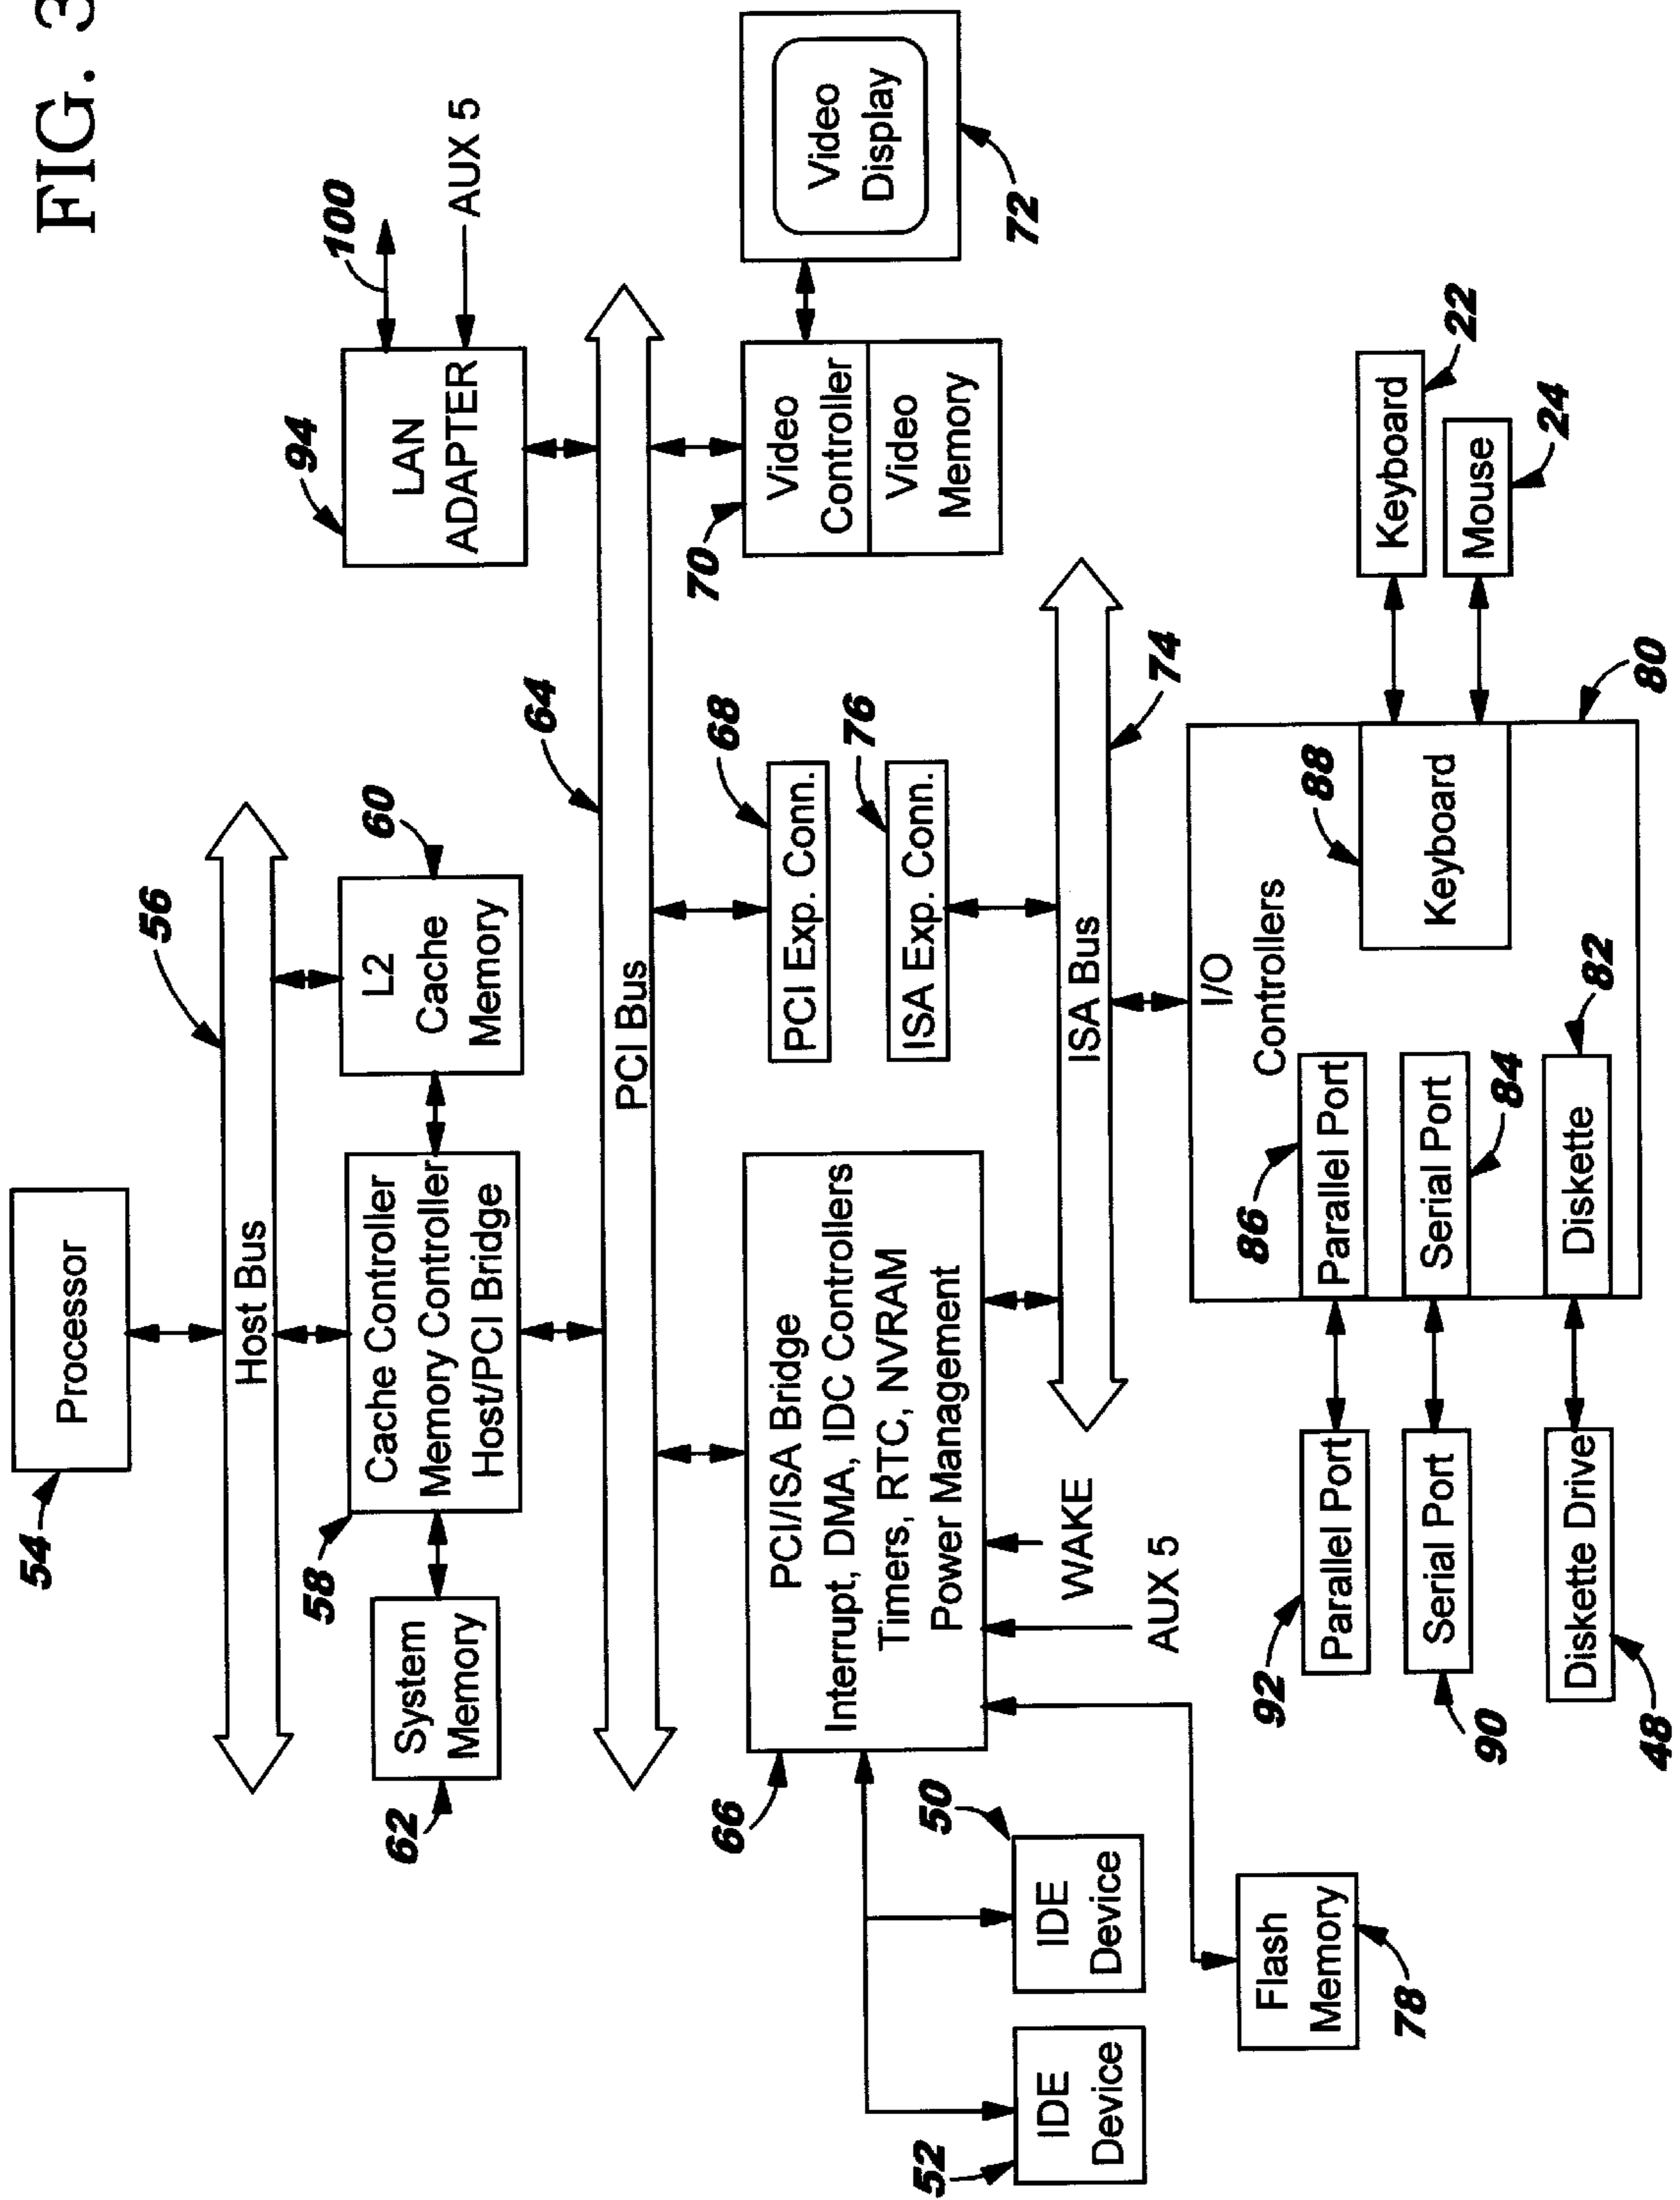 FIG. 3
54
Processor
56
Host Bus
62
System
Memory
58
Cache Controller
Memory Controller
Host/PCI Bridge
L2
Cache
Memory
60
94
LAN
ADAPTER
100
AUX 5
64
PCI Bus
66
PCI/ISA Bridge
Interrupt, DMA, IDC Controllers
Timers, RTC, NVRAM
Power Management
68
PCI Exp. Conn.
76
ISA Exp. Conn.
70
Video
Controller
Video
Memory
Video
Display
72
52
IDE
Device
50
IDE
Device
WAKE
AUX 5
ISA Bus
74
78
Flash
Memory
I/O
Controllers
80
92
Parallel Port
86
Parallel Port
88
Keyboard
Keyboard
22
90
Serial Port
Serial Port
84
Mouse
24
48
Diskette Drive
Diskette
82